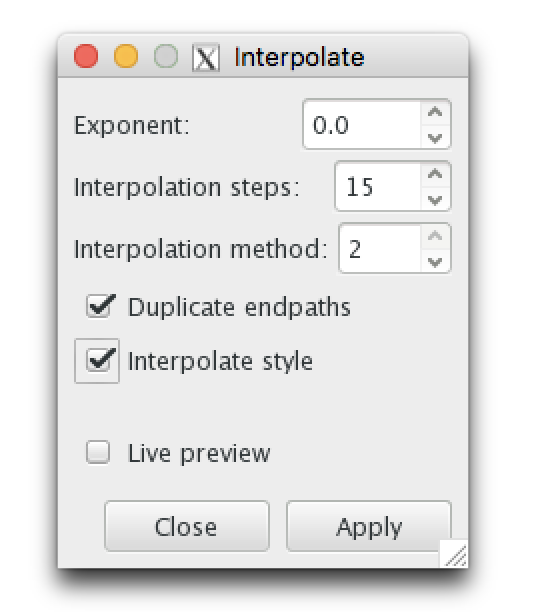 Interpolate
Exponent: 0.0
Interpolation steps: 15
Interpolation method: 2
Duplicate endpaths
Interpolate style
Live preview
Close Apply